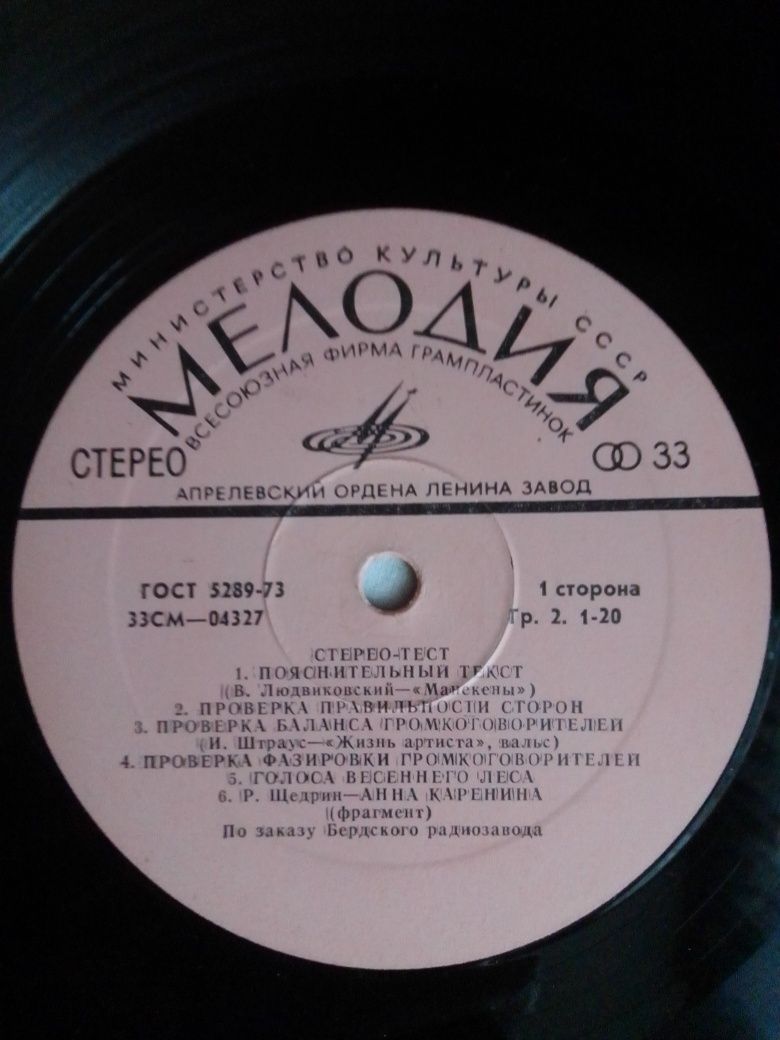 МИНИСТЕРСТВО КУЛЬТУРЫ СССР
МЕЛОДИЯ
ВСЕСОЮЗНАЯ ФИРМА ГРАМПЛАСТИНОК
СТЕРЕО
33
АПРЕЛЕВСКИЙ ОРДЕНА ЛЕНИНА ЗАВОД
ГОСТ 5289-73
1 сторона
33СМ—04327
Гр. 2. 1-20
СТЕРЕО-ТЕСТ
1. ПОЯСНИТЕЛЬНЫЙ ТЕКСТ
(В. Людвиковский—«Манекены»)
2. ПРОВЕРКА ПРАВИЛЬНОСТИ СТОРОН
3. ПРОВЕРКА БАЛАНСА ГРОМКОГОВОРИТЕЛЕЙ
(И. Штраус—«Жизнь артиста», вальс)
4. ПРОВЕРКА ФАЗИРОВКИ ГРОМКОГОВОРИТЕЛЕЙ
5. ГОЛОСА ВЕСЕННЕГО ЛЕСА
6. Р. Щедрин—АННА КАРЕНИНА
(фрагмент)
По заказу Бердского радиозавода